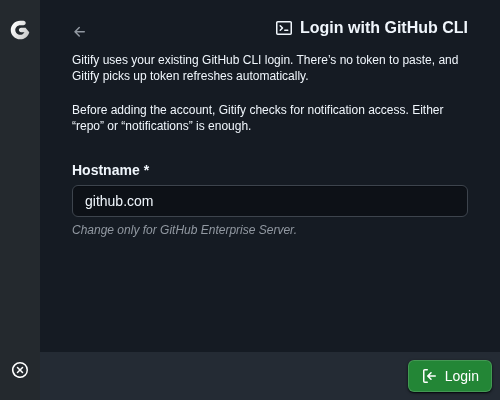 Login with GitHub CLI
Gitify uses your existing GitHub CLI login. There's no token to paste, and
Gitify picks up token refreshes automatically.
Before adding the account, Gitify checks for notification access. Either
“repo” or “notifications” is enough.
Hostname *
github.com
Change only for GitHub Enterprise Server.
Login